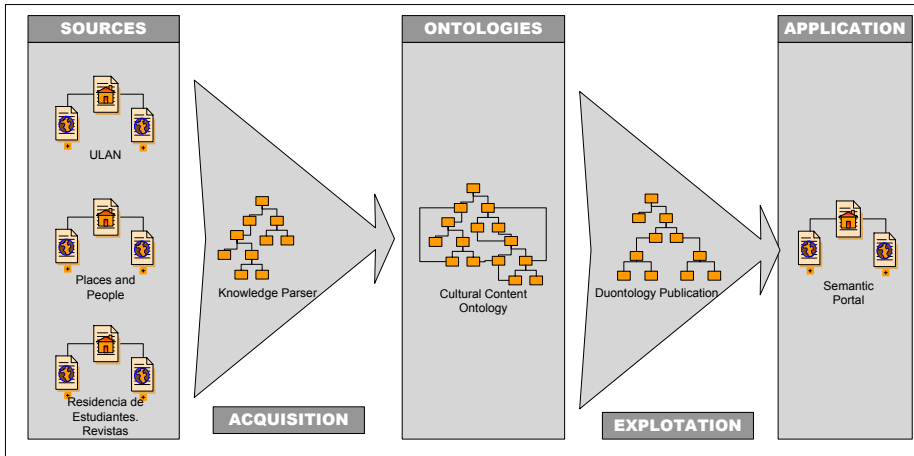 SOURCES
ULAN
Places and
People
Residencia de
Estudiantes.
Revistas
Knowledge Parser
ACQUISITION
ONTOLOGIES
Cultural Content
Ontology
Duontology Publication
EXPLOTATION
APPLICATION
Semantic
Portal